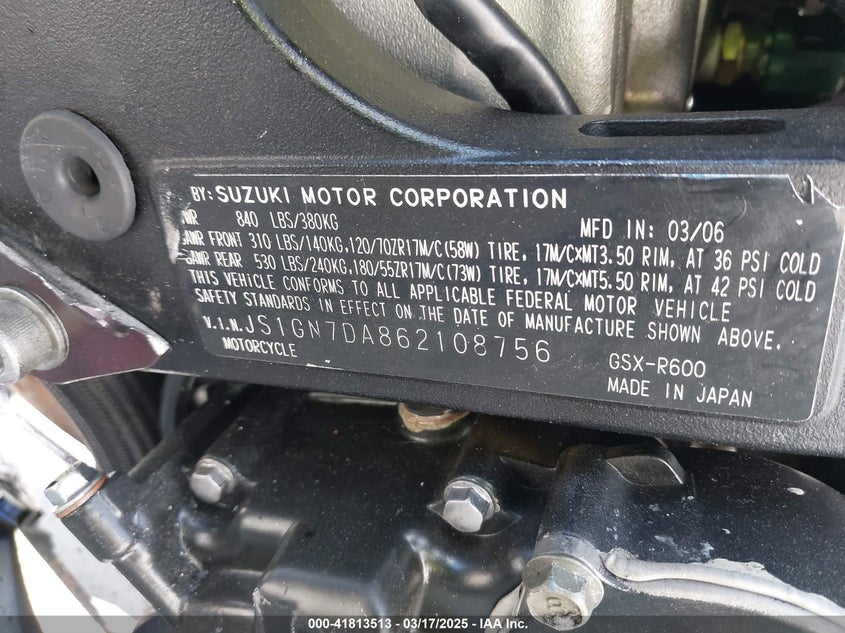 BY: SUZUKI MOTOR CORPORATION
840 LBS/380KG MFD IN: 03/06
FRONT 310 LBS/140KG,120/70ZR17M/C(58W) TIRE, 17M/C×MT3.50 RIM, AT 36 PSI COLD
GAWR REAR 530 LBS/240KG,180/55ZR17M/C(73W) TIRE, 17M/C×MT5.50 RIM, AT 42 PSI COLD
THIS VEHICLE CONFORMS TO ALL APPLICABLE FEDERAL MOTOR VEHICLE
SAFETY STANDARDS IN EFFECT ON THE DATE OF MANUFACTURE SHOWN ABOVE.
V.I.N. JS1GN7DA862108756 GSX-R600
MOTORCYCLE MADE IN JAPAN
000-41813513 - 03/17/2025 - IAA, Inc.